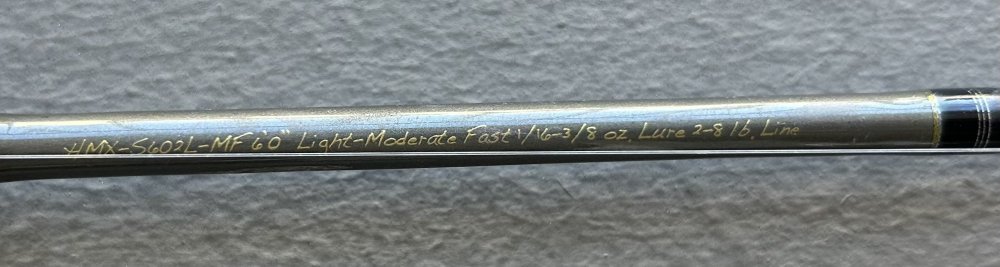 HMX-S602L-MF 6'0" Light-Moderate Fast 1/16-3/8 oz. Lure 2-8 lb. Line